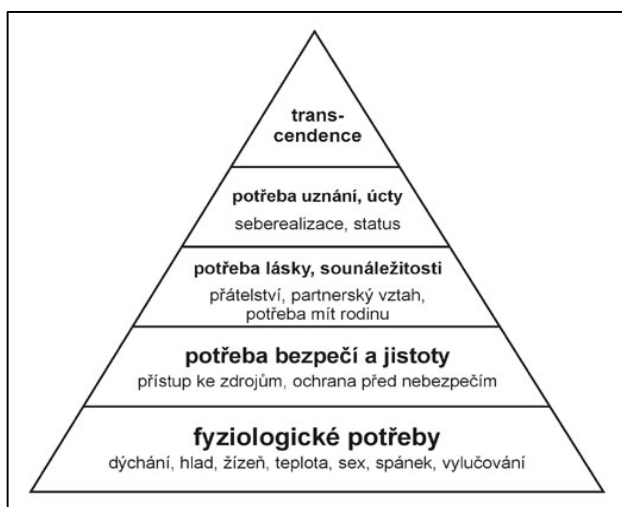 trans-
cendence
potřeba uznání, úcty
seberealizace, status
potřeba lásky, sounáležitosti
přátelství, partnerský vztah,
potřeba mít rodinu
potřeba bezpečí a jistoty
přístup ke zdrojům, ochrana před nebezpečím
fyziologické potřeby
dýchání, hlad, žízeň, teplota, sex, spánek, vylučování